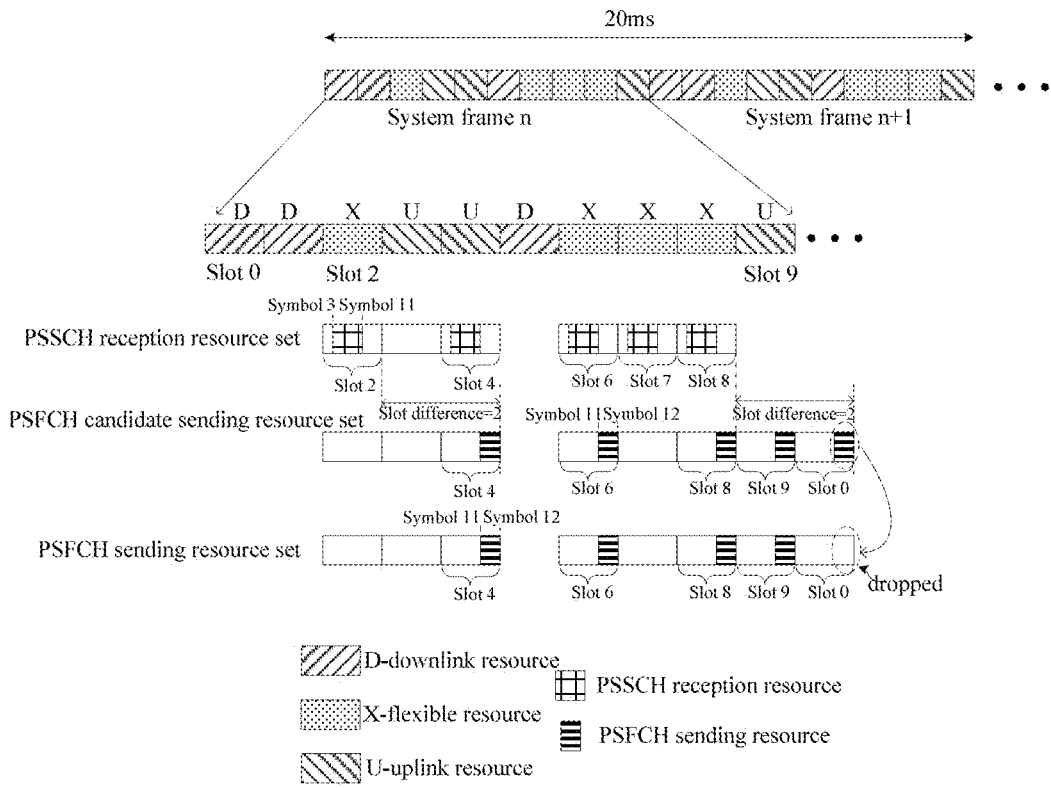 20ms
System frame n
System frame n+1
D D X U U D X X X U
Slot 0 Slot 2 Slot 9
Symbol 3 Symbol 11
PSSCH reception resource set
Slot 2 Slot 4 Slot 6 Slot 7 Slot 8
PSFCH candidate sending resource set
Slot difference=2 Symbol 11 Symbol 12 Slot difference=2
Slot 4 Slot 6 Slot 8 Slot 9 Slot 0
Symbol 11 Symbol 12
PSFCH sending resource set
Slot 4 Slot 6 Slot 8 Slot 9 Slot 0
dropped
D-downlink resource
PSSCH reception resource
X-flexible resource
PSFCH sending resource
U-uplink resource